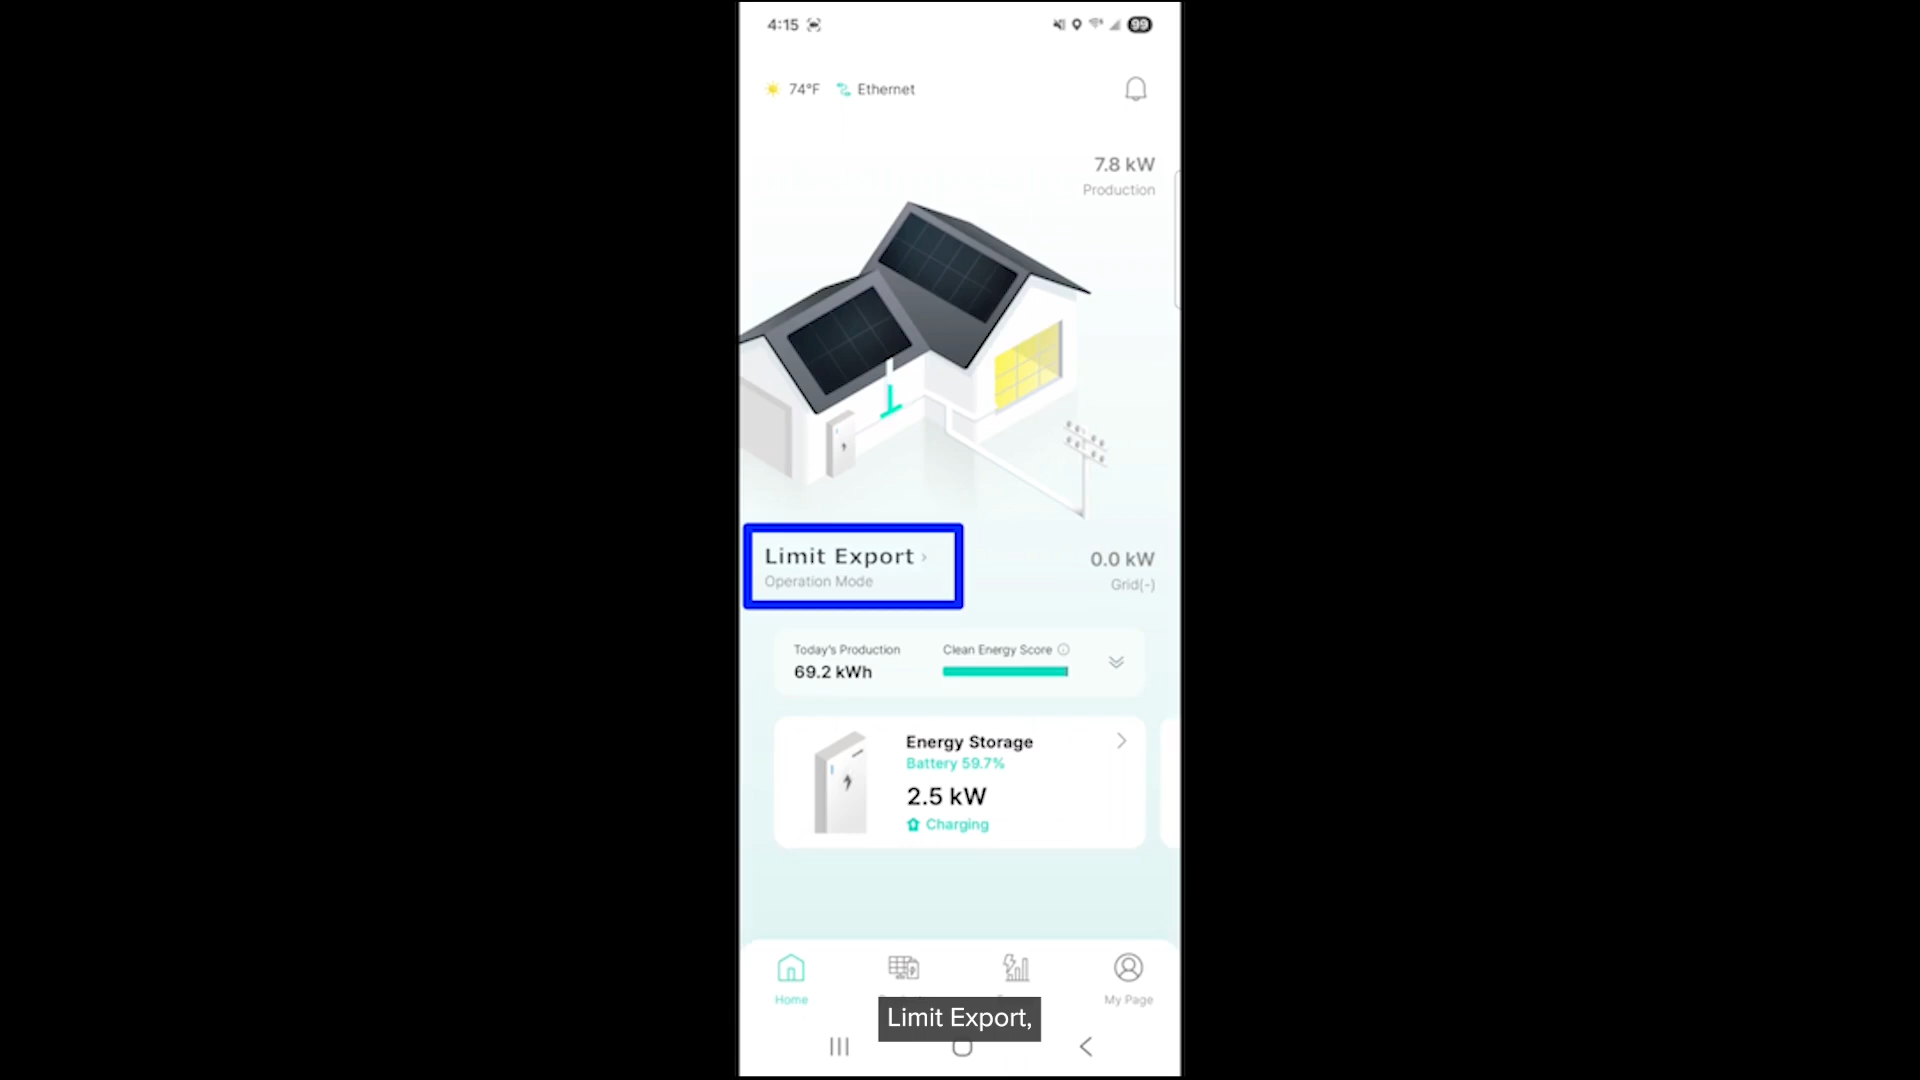 4:15
99
74°F Ethernet
7.8 kW
Production
Limit Export
Operation Mode
0.0 kW
Grid(-)
Today's Production
69.2 kWh
Clean Energy Score
Energy Storage
Battery 59.7%
2.5 kW
Charging
Home
My Page
Limit Export,